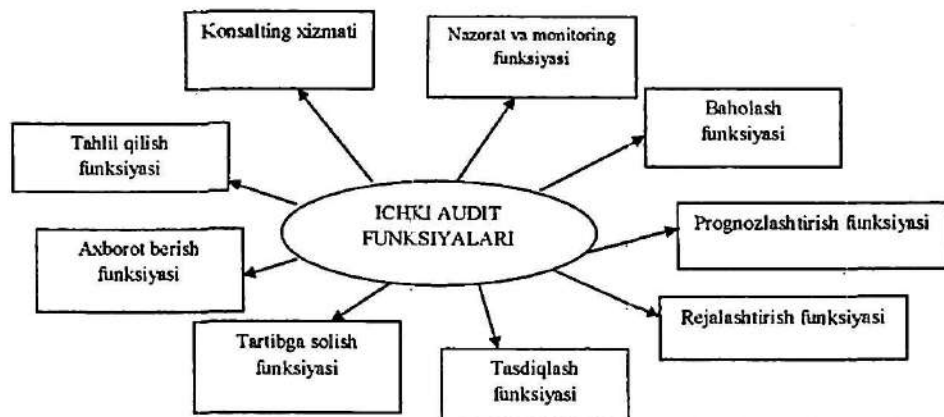 Konsalting xizmati
Nazorat va monitoring
funksiyasi
Baholash
funksiyasi
Tahlil qilish
funksiyasi
ICHKI AUDIT
FUNKSIYALARI
Prognozlashtirish funksiyasi
Axborot berish
funksiyasi
Rejalashtirish funksiyasi
Tartibga solish
funksiyasi
Tasdiqlash
funksiyasi